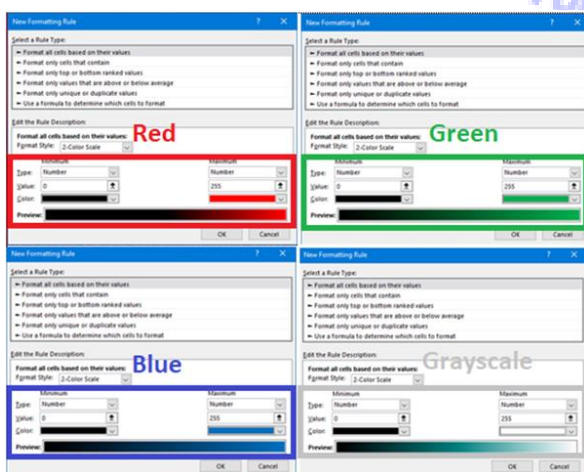 New Formatting Rule ? ×
Select a Rule Type:
► Format all cells based on their values
► Format only cells that contain
► Format only top or bottom ranked values
► Format only values that are above or below average
► Format only unique or duplicate values
► Use a formula to determine which cells to format
Edit the Rule Description:
Red
Format all cells based on their values:
Format Style: 2-Color Scale
Minimum Maximum
Type: Number Number
Value: 0 255
Color:
Preview:
OK Cancel
New Formatting Rule ? ×
Select a Rule Type:
► Format all cells based on their values
► Format only cells that contain
► Format only top or bottom ranked values
► Format only values that are above or below average
► Format only unique or duplicate values
► Use a formula to determine which cells to format
Edit the Rule Description:
Green
Format all cells based on their values:
Format Style: 2-Color Scale
Minimum Maximum
Type: Number Number
Value: 0 255
Color:
Preview:
OK Cancel
New Formatting Rule ? ×
Select a Rule Type:
► Format all cells based on their values
► Format only cells that contain
► Format only top or bottom ranked values
► Format only values that are above or below average
► Format only unique or duplicate values
► Use a formula to determine which cells to format
Edit the Rule Description:
Blue
Format all cells based on their values:
Format Style: 2-Color Scale
Minimum Maximum
Type: Number Number
Value: 0 255
Color:
Preview:
OK Cancel
New Formatting Rule ? ×
Select a Rule Type:
► Format all cells based on their values
► Format only cells that contain
► Format only top or bottom ranked values
► Format only values that are above or below average
► Format only unique or duplicate values
► Use a formula to determine which cells to format
Edit the Rule Description:
Grayscale
Format all cells based on their values:
Format Style: 2-Color Scale
Minimum Maximum
Type: Number Number
Value: 0 255
Color:
Preview:
OK Cancel